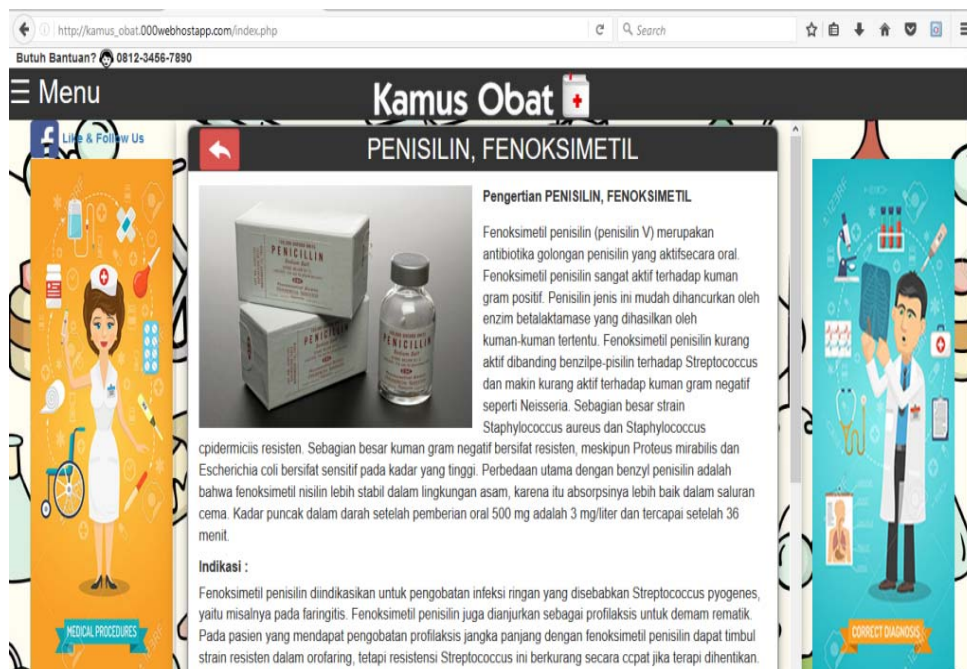 http://kamus_obat.000webhostapp.com/index.php
Search
Butuh Bantuan? 0812-3456-7890
Menu
Kamus Obat
Like & Follow Us
PENISILIN, FENOKSIMETIL
PENICILLIN
Sodium Salt
PENICILLIN
Sodium Salt
Pengertian PENISILIN, FENOKSIMETIL
Fenoksimetil penisilin (penisilin V) merupakan
antibiotika golongan penisilin yang aktifsecara oral.
Fenoksimetil penisilin sangat aktif terhadap kuman
gram positif. Penisilin jenis ini mudah dihancurkan oleh
enzim betalaktamase yang dihasilkan oleh
kuman-kuman tertentu. Fenoksimetil penisilin kurang
aktif dibanding benzilpe-pisilin terhadap Streptococcus
dan makin kurang aktif terhadap kuman gram negatif
seperti Neisseria. Sebagian besar strain
Staphylococcus aureus dan Staphylococcus
cpidermiciis resisten. Sebagian besar kuman gram negatif bersifat resisten, meskipun Proteus mirabilis dan
Escherichia coli bersifat sensitif pada kadar yang tinggi. Perbedaan utama dengan benzyl penisilin adalah
bahwa fenoksimetil nisilin lebih stabil dalam lingkungan asam, karena itu absorpsinya lebih baik dalam saluran
cema. Kadar puncak dalam darah setelah pemberian oral 500 mg adalah 3 mg/liter dan tercapai setelah 36
menit.
Indikasi :
Fenoksimetil penisilin diindikasikan untuk pengobatan infeksi ringan yang disebabkan Streptococcus pyogenes,
yaitu misalnya pada faringitis. Fenoksimetil penisilin juga dianjurkan sebagai profilaksis untuk demam rematik.
Pada pasien yang mendapat pengobatan profilaksis jangka panjang dengan fenoksimetil penisilin dapat timbul
strain resisten dalam orofaring, tetapi resistensi Streptococcus ini berkurang secara ccpat jika terapi dihentikan.
MEDICAL PROCEDURES
CORRECT DIAGNOSIS